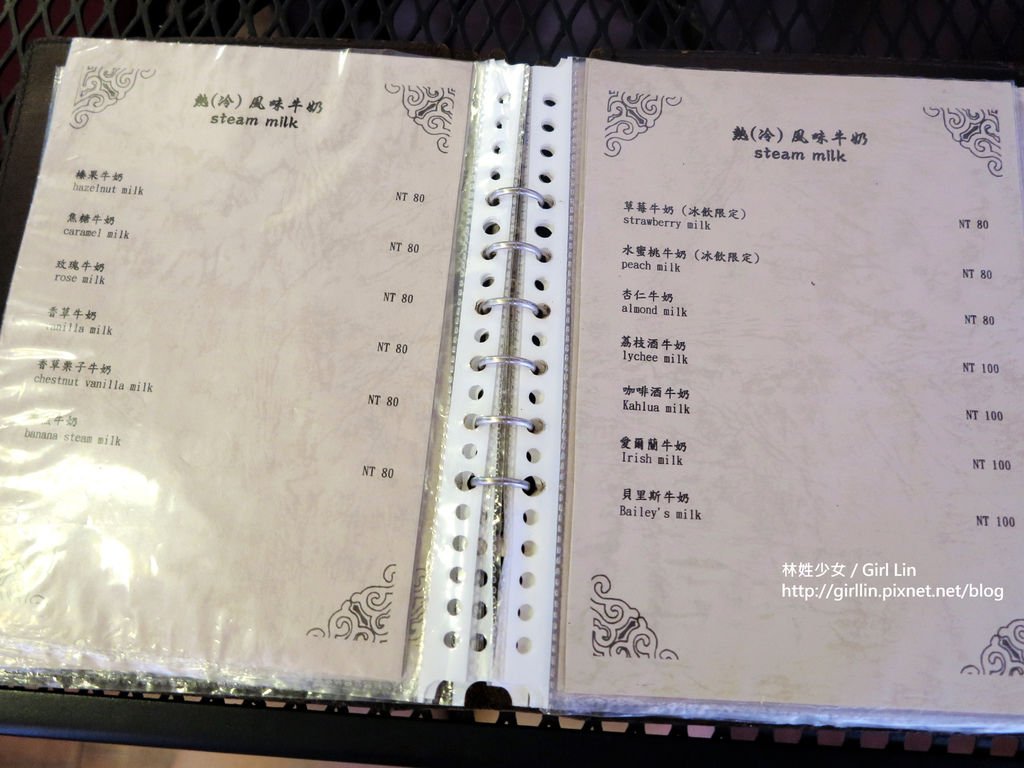 熱(冷)風味牛奶
steam milk
榛果牛奶
hazelnut milk
NT 80
焦糖牛奶
caramel milk
NT 80
玫瑰牛奶
rose milk
NT 80
香草牛奶
vanilla milk
NT 80
香草栗子牛奶
chestnut vanilla milk
NT 80
牛奶
banana steam milk
NT 80
熱(冷)風味牛奶
steam milk
草莓牛奶(冰飲限定)
strawberry milk
NT 80
水蜜桃牛奶(冰飲限定)
peach milk
NT 80
杏仁牛奶
almond milk
NT 80
荔枝酒牛奶
lychee milk
NT 100
咖啡酒牛奶
Kahlua milk
NT 100
愛爾蘭牛奶
Irish milk
NT 100
貝里斯牛奶
Bailey's milk
NT 100
林姓少女 / Girl Lin
http://girllin.pixnet.net/blog